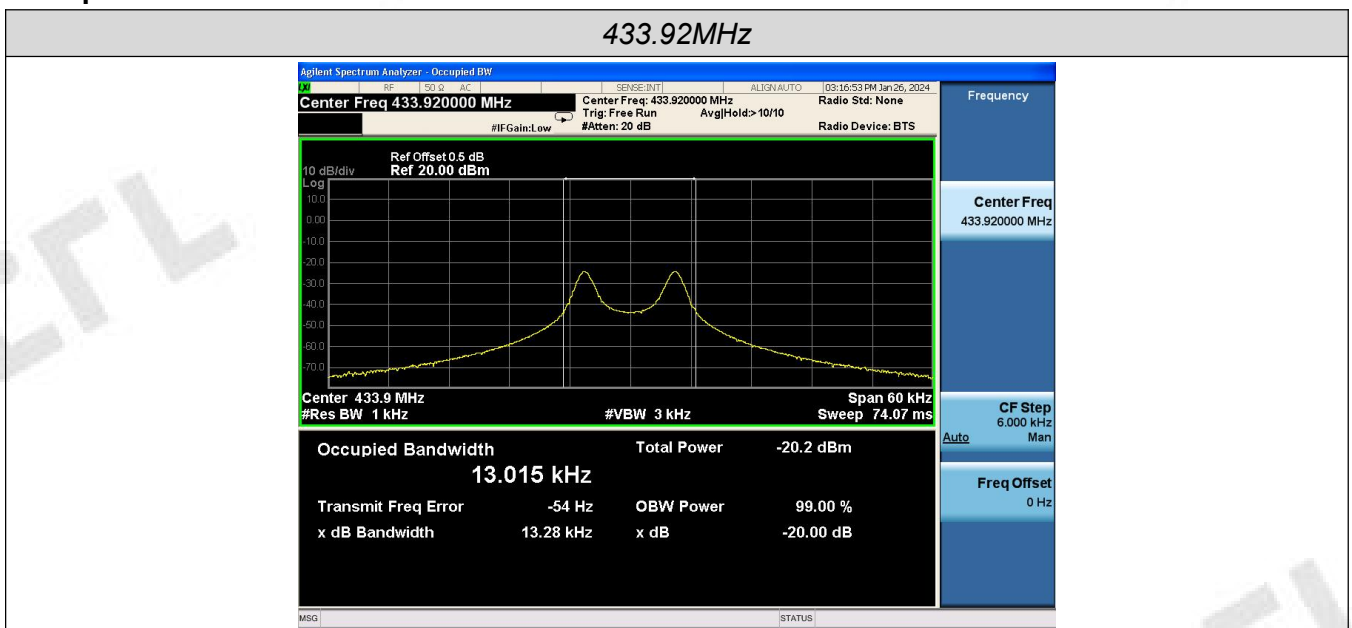 433.92MHz
Agilent Spectrum Analyzer - Occupied BW
LXI RF 50 Ω AC SENSE:INT ALIGN AUTO 03:16:53 PM Jan 26, 2024
Center Freq 433.920000 MHz Center Freq: 433.920000 MHz Radio Std: None
Trig: Free Run Avg|Hold:>10/10
#IFGain:Low #Atten: 20 dB Radio Device: BTS
Frequency
Ref Offset 0.5 dB
10 dB/div Ref 20.00 dBm
Log
10.0
0.00
-10.0
-20.0
-30.0
-40.0
-50.0
-60.0
-70.0
Center 433.9 MHz Span 60 kHz
#Res BW 1 kHz #VBW 3 kHz Sweep 74.07 ms
Occupied Bandwidth Total Power -20.2 dBm
13.015 kHz
Transmit Freq Error -54 Hz OBW Power 99.00 %
x dB Bandwidth 13.28 kHz x dB -20.00 dB
Center Freq
433.920000 MHz
CF Step
6.000 kHz
Auto Man
Freq Offset
0 Hz
MSG STATUS